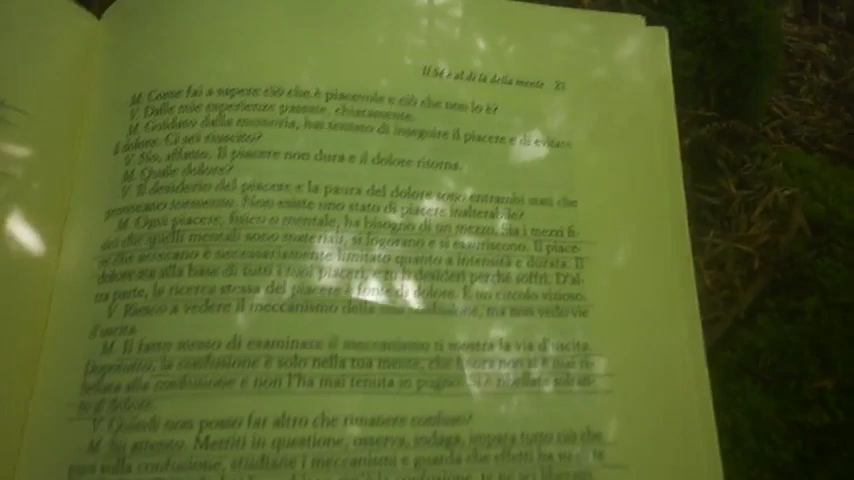 Il Sé è al di là della mente 21
M. Come fai a sapere ciò che è piacevole e ciò che non lo è?
V. Dalle mie esperienze passate, chiaramente.
M. Guidato dalla memoria, hai tentato di inseguire il piacere e di evitare
il dolore. Ci sei riuscito?
V. No, affatto. Il piacere non dura e il dolore ritorna.
M. Quale dolore?
V. Il desiderio del piacere e la paura del dolore sono entrambi stati che
tormento. Non esiste uno stato di piacere inalterabile?
M. Ogni piacere, fisico o mentale, ha bisogno di un mezzo. Sia i mezzi fi-
sici che quelli mentali sono materiali, si logorano e si esauriscono. Il piace-
re che è necessariamente limitato quanto a intensità e durata. Il
dolore sta alla base di tutti i tuoi piaceri, e tu li desideri perché soffri. D'al-
tra parte, la ricerca stessa del piacere è fonte di dolore. È un circolo vizioso.
V. Riesco a vedere il meccanismo della mia confusione, ma non vedo vie
d'uscita.
M. Il fatto stesso di esaminare il meccanismo ti mostra la via d'uscita.
Dopotutto, la confusione è solo nella tua mente, che finora non si è mai ri-
bellata alla confusione e non l'ha mai tenuta in pugno. Si è ribellata soltan-
to al dolore.
V. Quindi non posso far altro che rimanere confuso?
M. Sii attento. Mettiti in questione, osserva, indaga, impara tutto ciò che
puoi sulla confusione, studiane i meccanismi e guarda che effetti ha